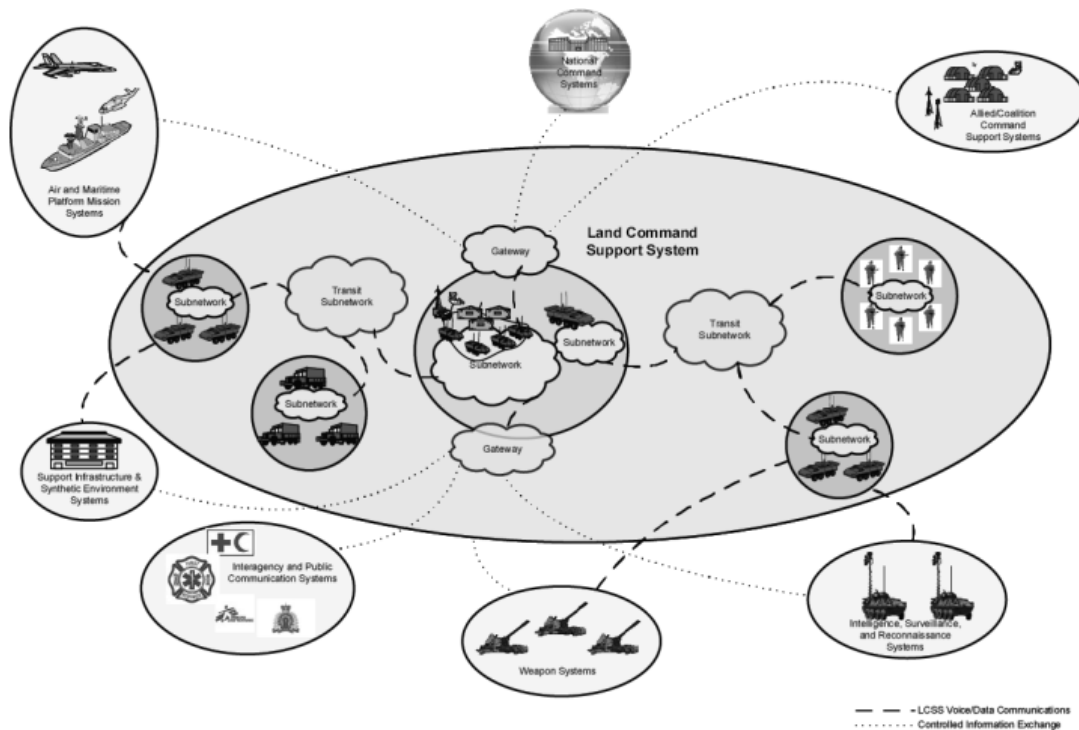 National
Command
Systems
Allied/Coalition
Command
Support Systems
Air and Maritime
Platform Mission
Systems
Land Command
Support System
Gateway
Subnetwork
Transit
Subnetwork
Subnetwork
Subnetwork
Subnetwork
Transit
Subnetwork
Subnetwork
Subnetwork
Gateway
Support Infrastructure &
Synthetic Environment
Systems
Interagency and Public
Communication Systems
Weapon Systems
Intelligence, Surveillance,
and Reconnaissance
Systems
LCSS Voice/Data Communications
Controlled Information Exchange